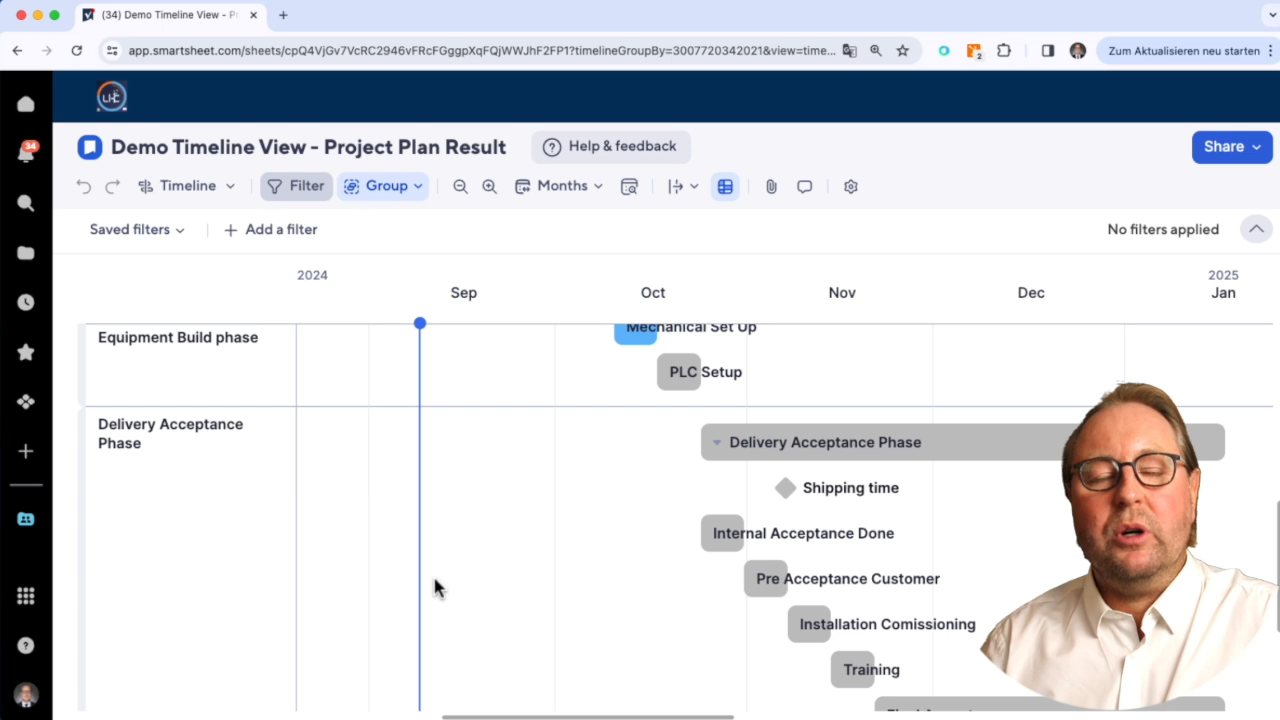 (34) Demo Timeline View - Pr
app.smartsheet.com/sheets/cpQ4VjGv7VcRC2946vFRcFGggpXqFQjWWJhF2FP1?timelineGroupBy=3007720342021&view=time...
2
Zum Aktualisieren neu starten
LHE
Demo Timeline View - Project Plan Result
Help & feedback
Share
34
Timeline
Filter
Group
Months
Saved filters
Add a filter
No filters applied
2024
2025
Sep
Oct
Nov
Dec
Jan
Mechanical Set Up
Equipment Build phase
PLC Setup
Delivery Acceptance
Phase
Delivery Acceptance Phase
Shipping time
Internal Acceptance Done
Pre Acceptance Customer
Installation Comissioning
Training